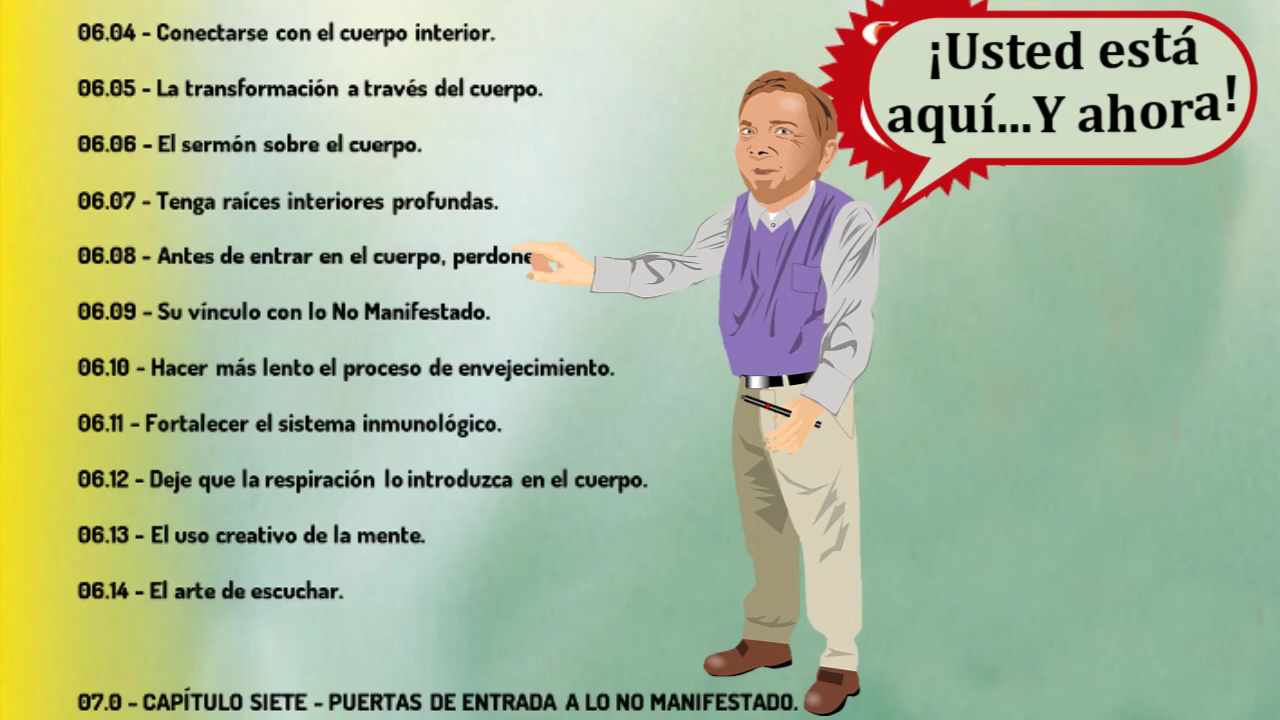 06.04 - Conectarse con el cuerpo interior.
06.05 - La transformación a través del cuerpo.
06.06 - El sermón sobre el cuerpo.
06.07 - Tenga raíces interiores profundas.
06.08 - Antes de entrar en el cuerpo, perdone
06.09 - Su vínculo con lo No Manifestado.
06.10 - Hacer más lento el proceso de envejecimiento.
06.11 - Fortalecer el sistema inmunológico.
06.12 - Deje que la respiración lo introduzca en el cuerpo.
06.13 - El uso creativo de la mente.
06.14 - El arte de escuchar.
07.0 - CAPÍTULO SIETE - PUERTAS DE ENTRADA A LO NO MANIFESTADO.
¡Usted está
aquí...Y ahora!